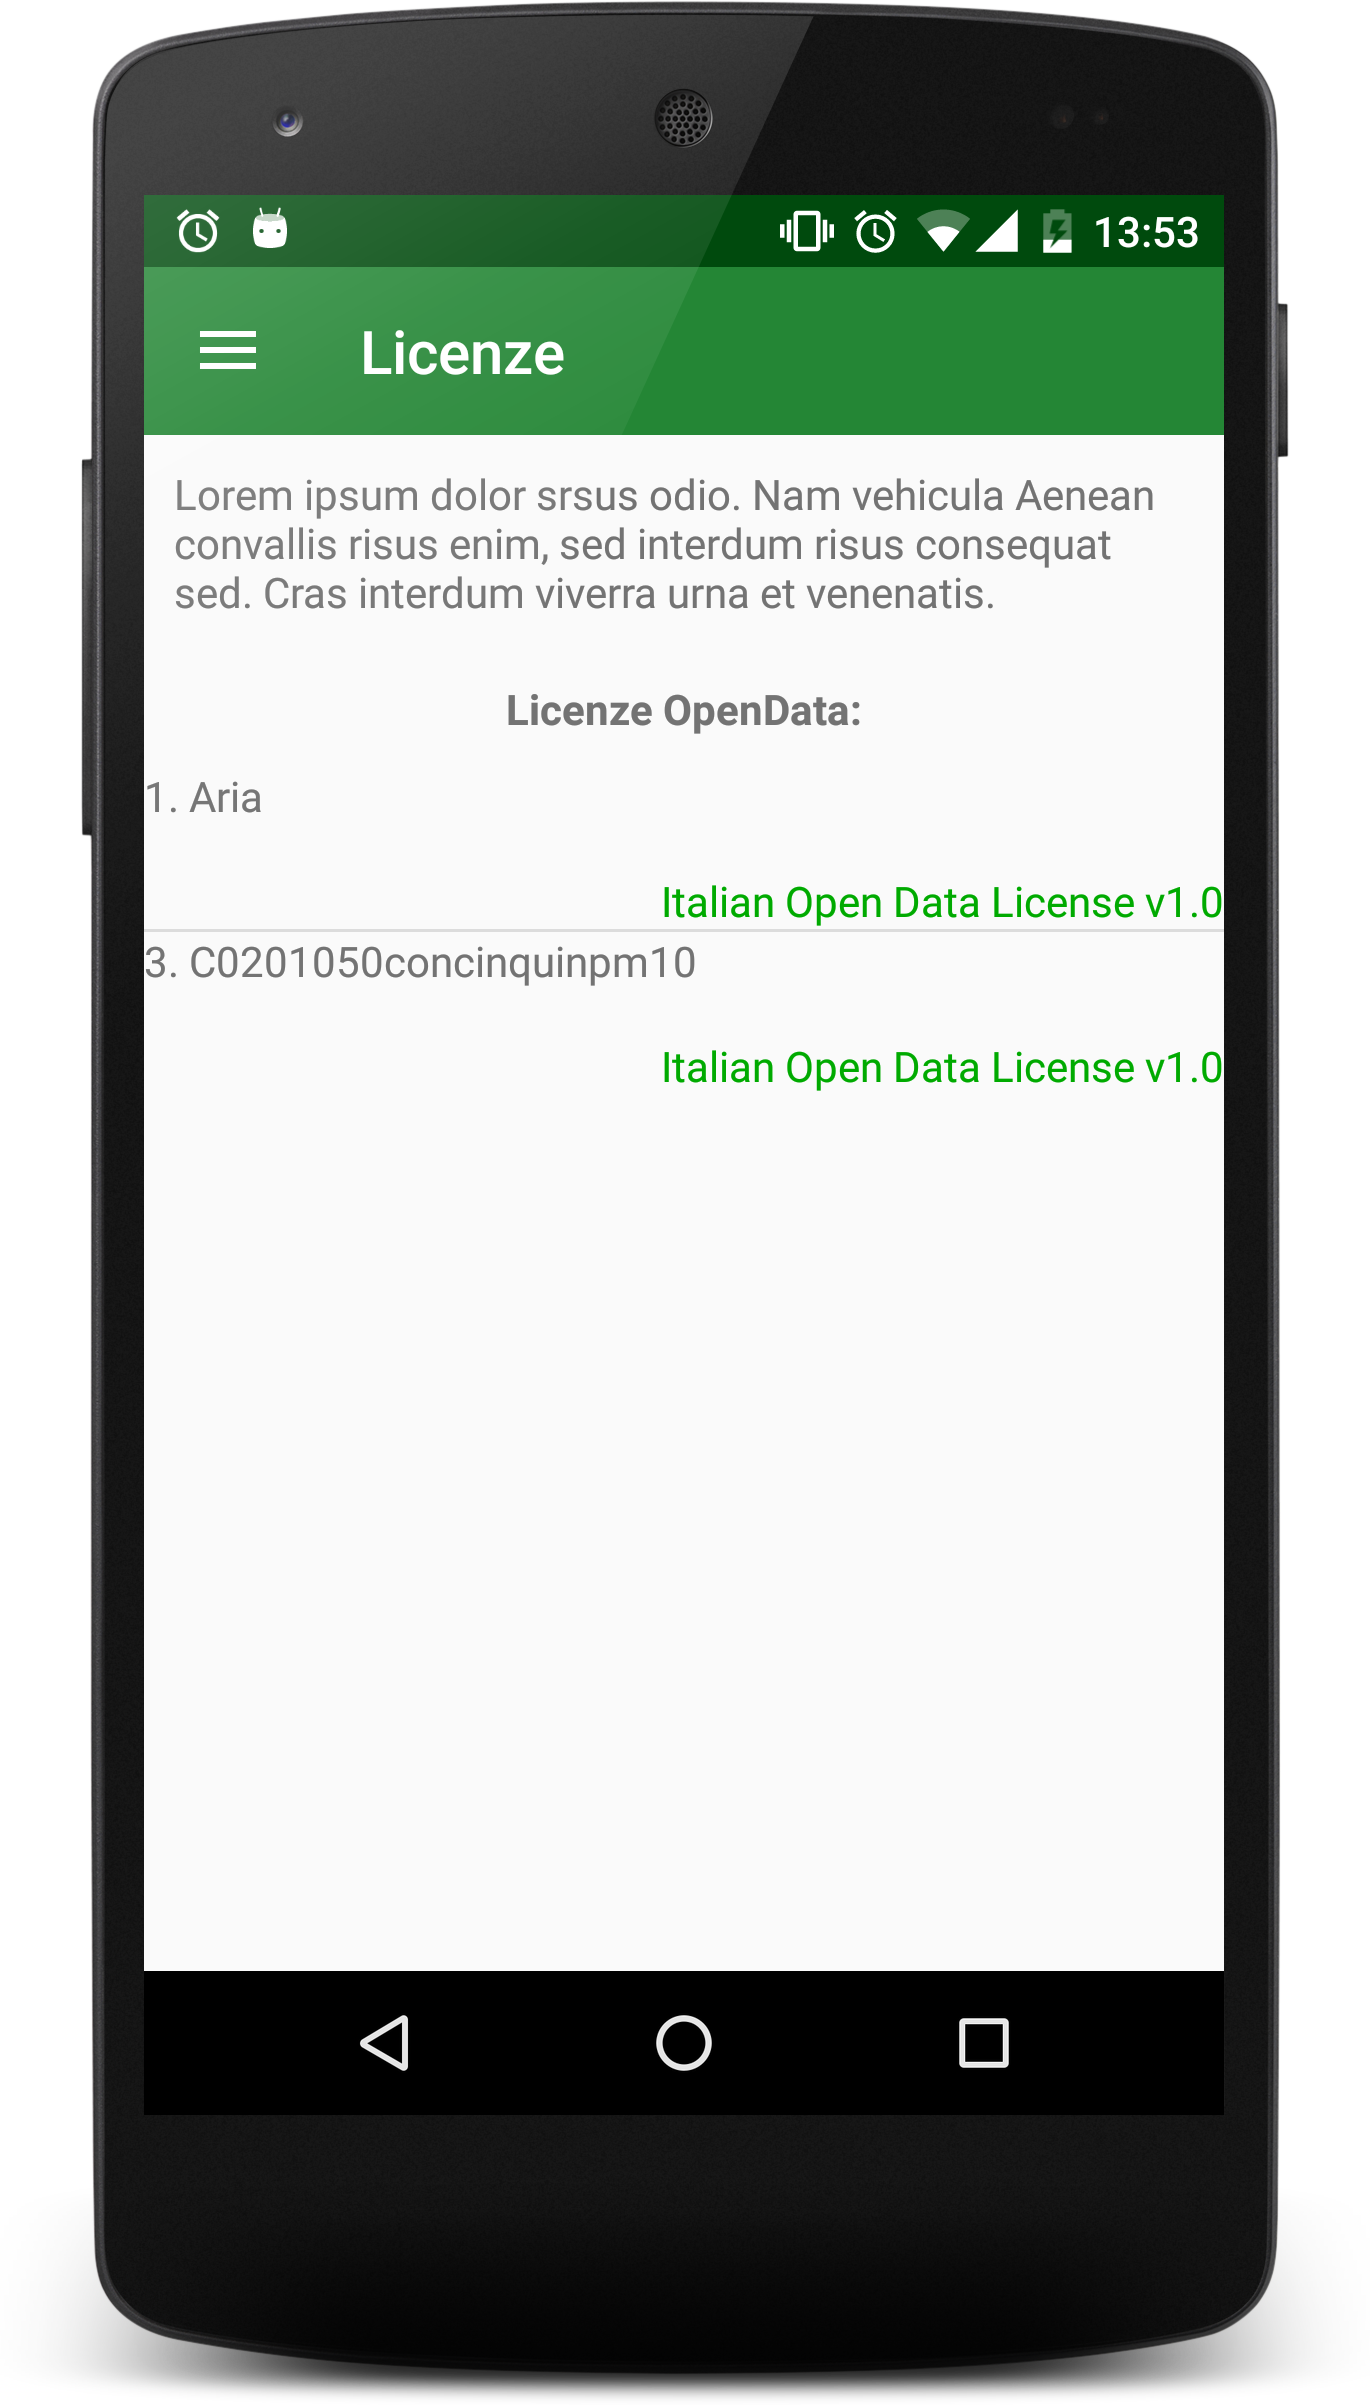 13:53
Licenze
Lorem ipsum dolor srsus odio. Nam vehicula Aenean
convallis risus enim, sed interdum risus consequat
sed. Cras interdum viverra urna et venenatis.
Licenze OpenData:
1. Aria
Italian Open Data License v1.0
3. C0201050concinquinpm10
Italian Open Data License v1.0